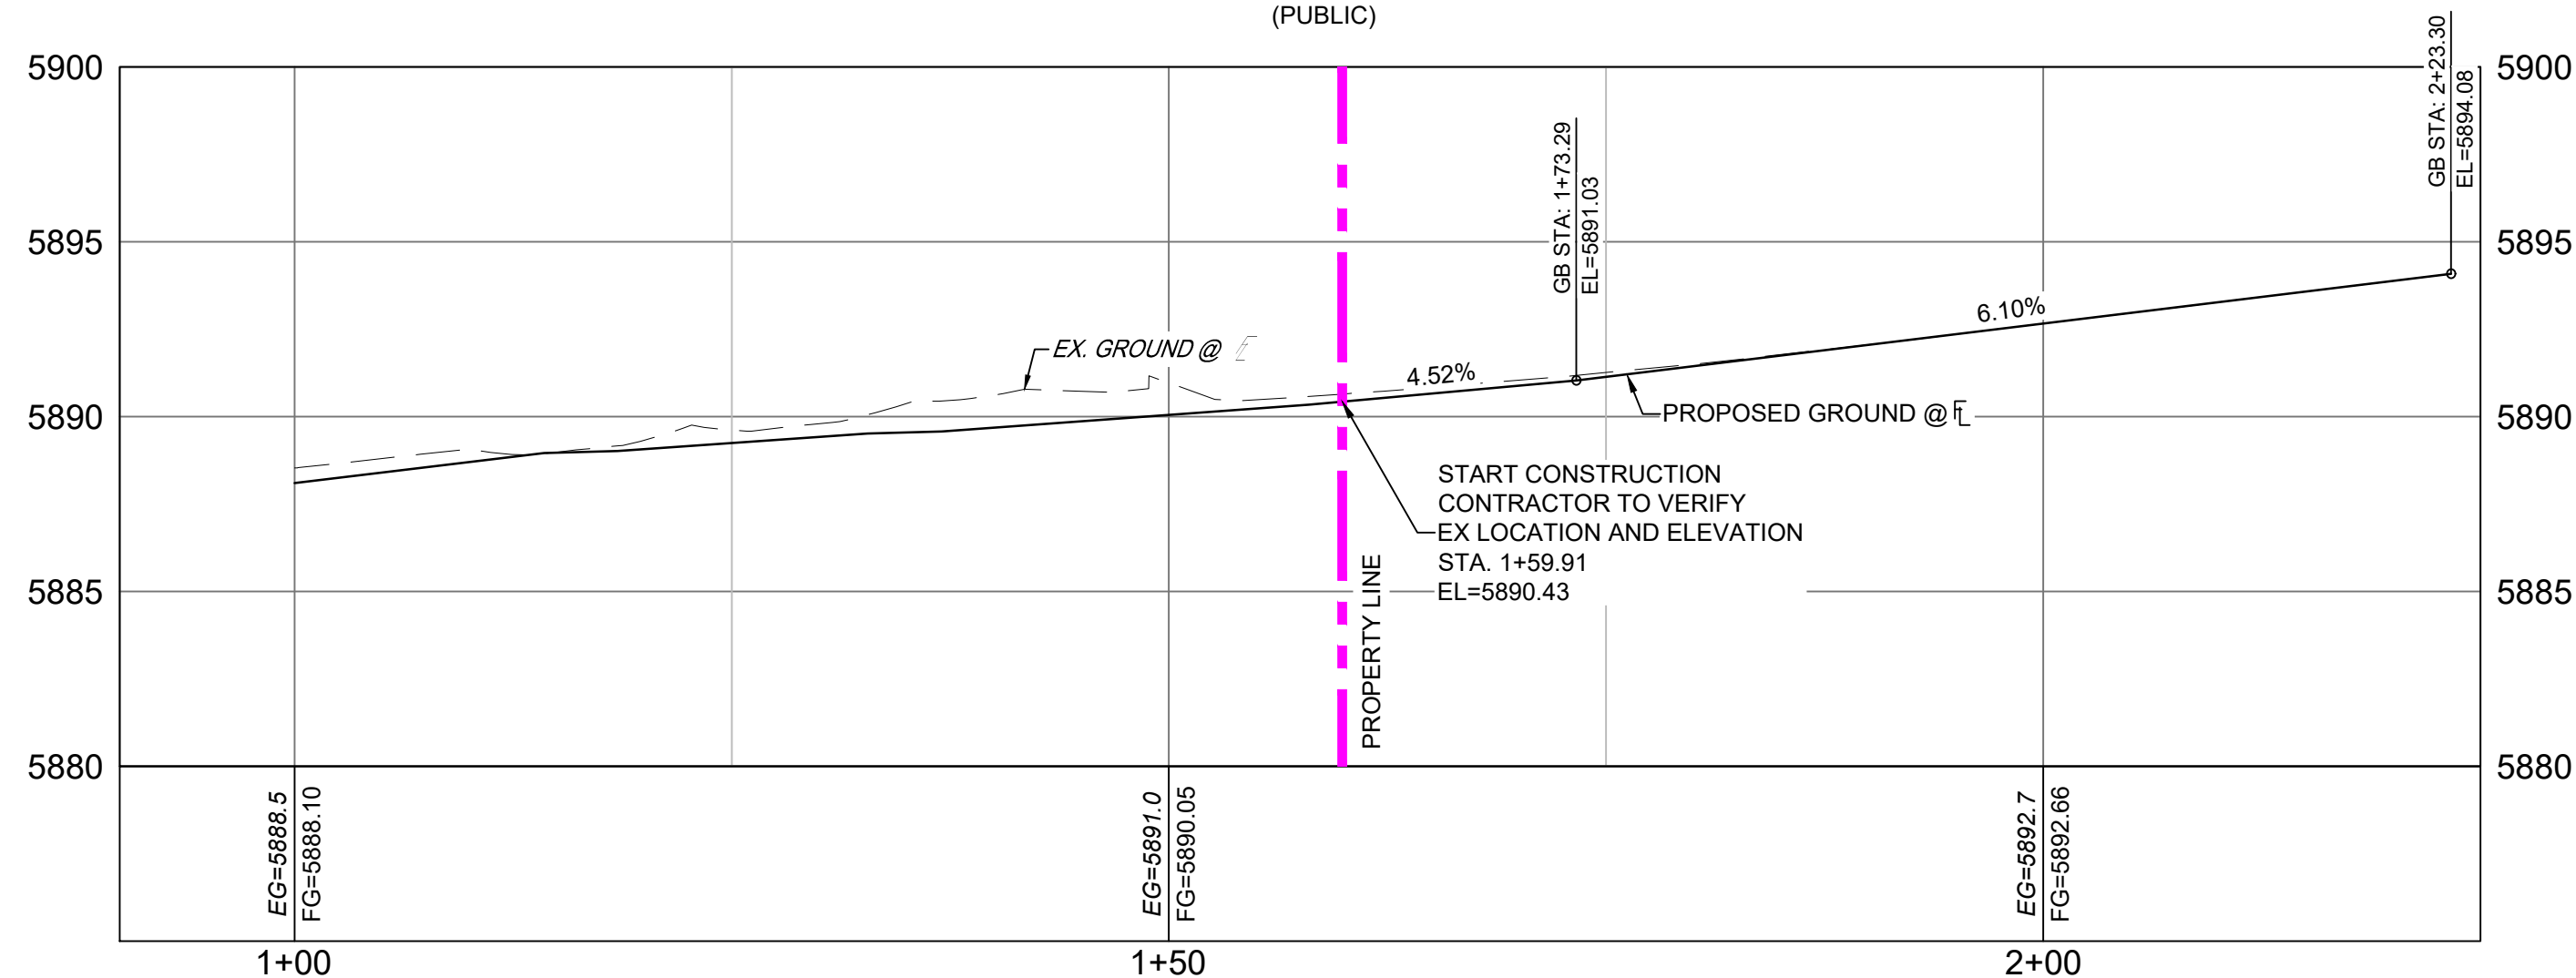 (PUBLIC)
5900
5900
GB STA: 2+23.30
EL=5894.08
GB STA: 1+73.29
EL=5891.03
5895
5895
6.10%
EX. GROUND @
4.52%
5890
PROPOSED GROUND @ FL
5890
START CONSTRUCTION
CONTRACTOR TO VERIFY
EX LOCATION AND ELEVATION
STA. 1+59.91
EL=5890.43
5885
5885
PROPERTY LINE
5880
5880
EG=5888.5
FG=5888.10
EG=5891.0
FG=5890.05
EG=5892.7
FG=5892.66
1+00
1+50
2+00